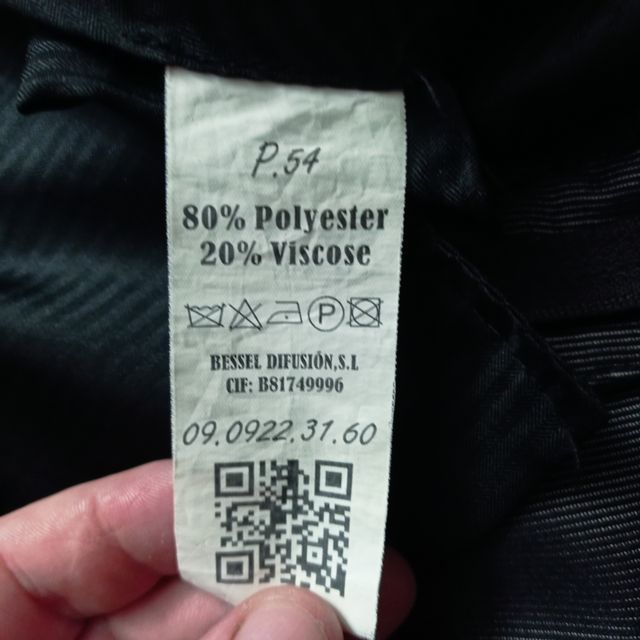 P.54
80% Polyester
20% Viscose
P
BESSEL DIFUSIÓN,S.L
CIF: B81749996
09.0922.31.60